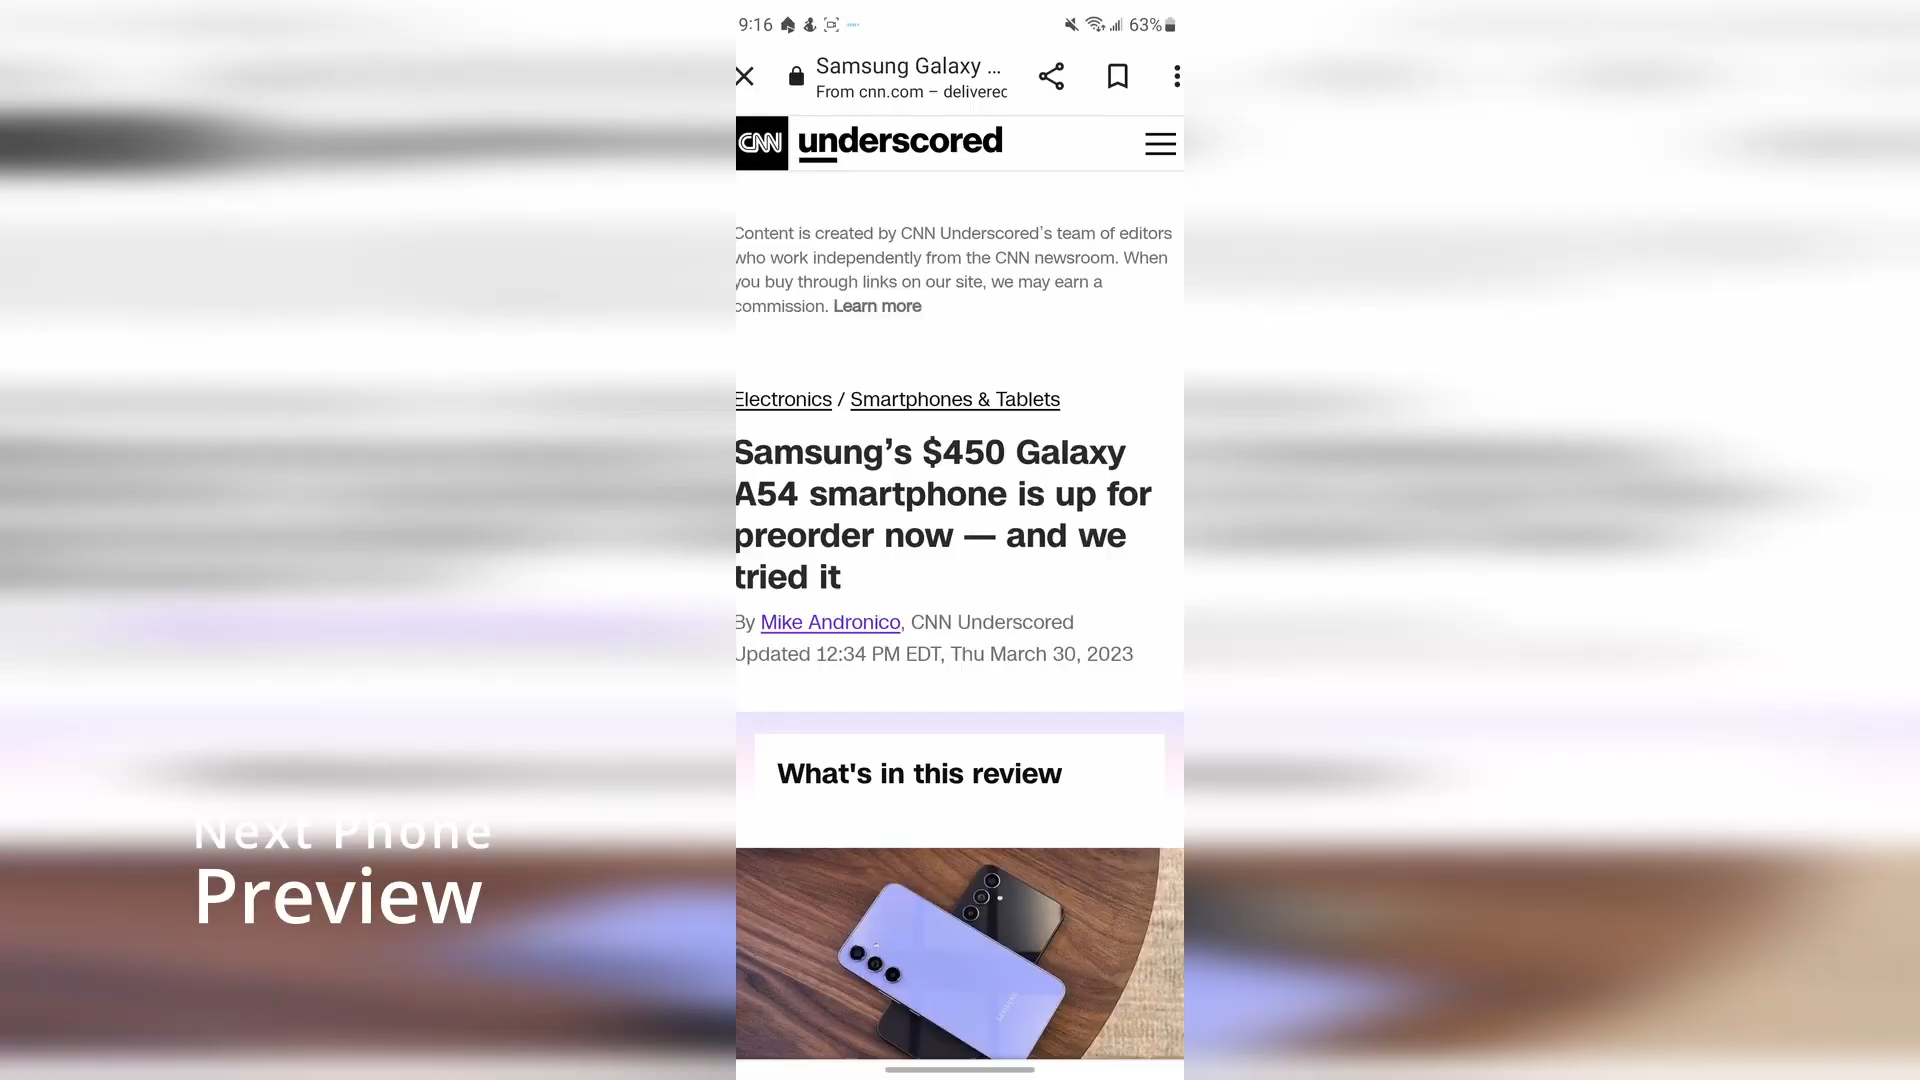 9:16
63%
Samsung Galaxy ...
From cnn.com – delivered
CNN underscored
Content is created by CNN Underscored's team of editors
who work independently from the CNN newsroom. When
you buy through links on our site, we may earn a
commission. Learn more
Electronics / Smartphones & Tablets
Samsung's $450 Galaxy
A54 smartphone is up for
preorder now — and we
tried it
By Mike Andronico, CNN Underscored
Updated 12:34 PM EDT, Thu March 30, 2023
What's in this review
Next Phone
Preview
SAMSUNG